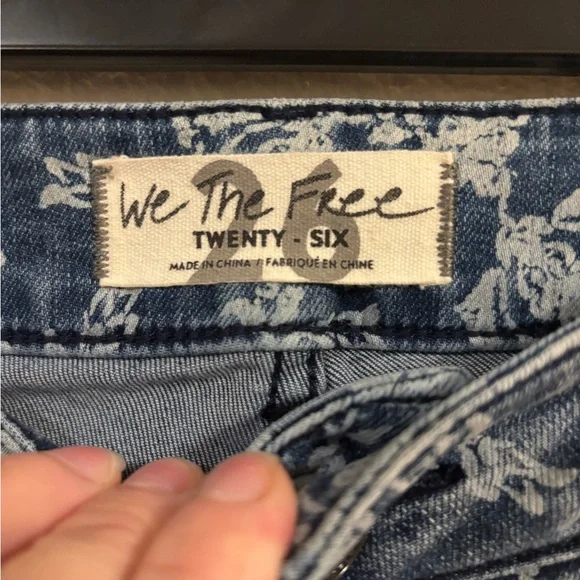 We The Free
26
TWENTY - SIX
MADE IN CHINA / FABRIQUÉ EN CHINE